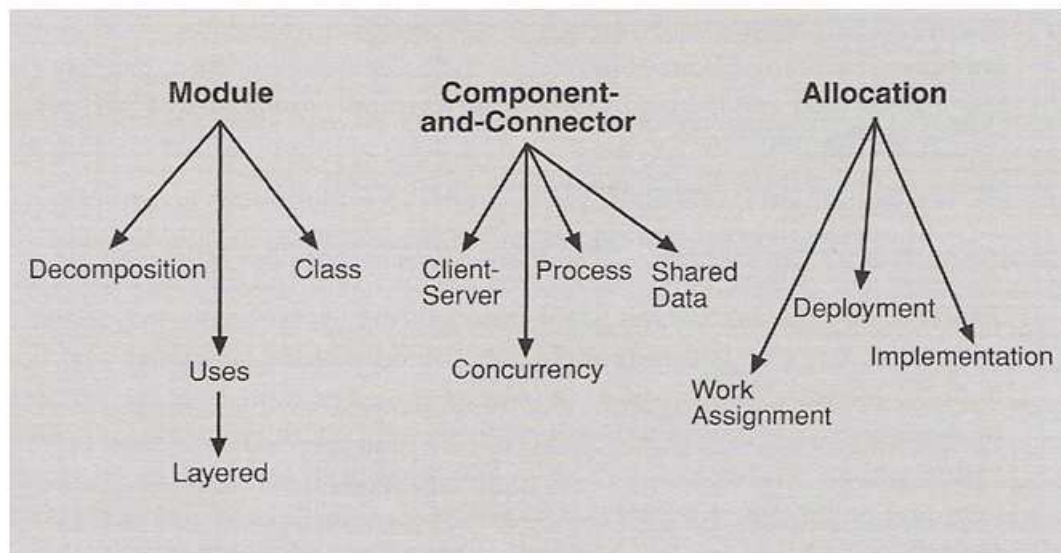 Module
Component-
and-Connector
Allocation
Decomposition
Class
Client-
Server
Process
Shared
Data
Deployment
Uses
Concurrency
Implementation
Work
Assignment
Layered